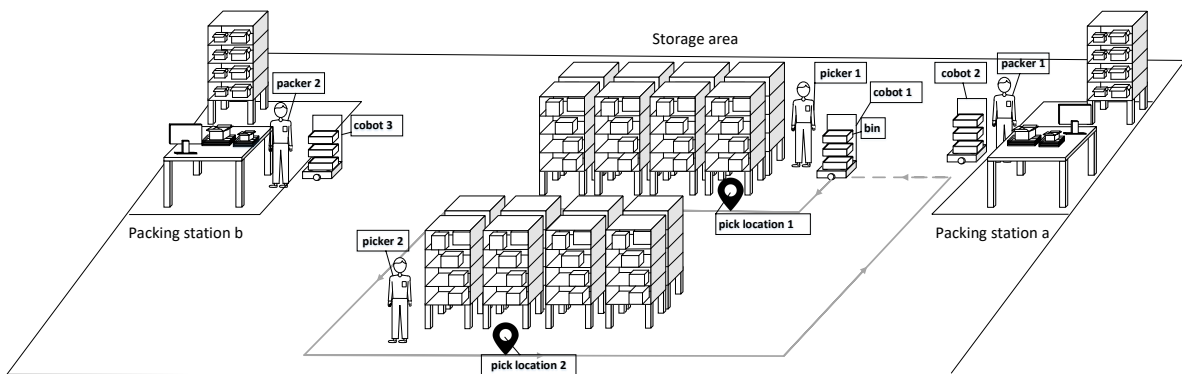 Storage area
packer 2
picker 1
cobot 2
packer 1
cobot 1
cobot 3
bin
Packing station b
pick location 1
Packing station a
picker 2
pick location 2